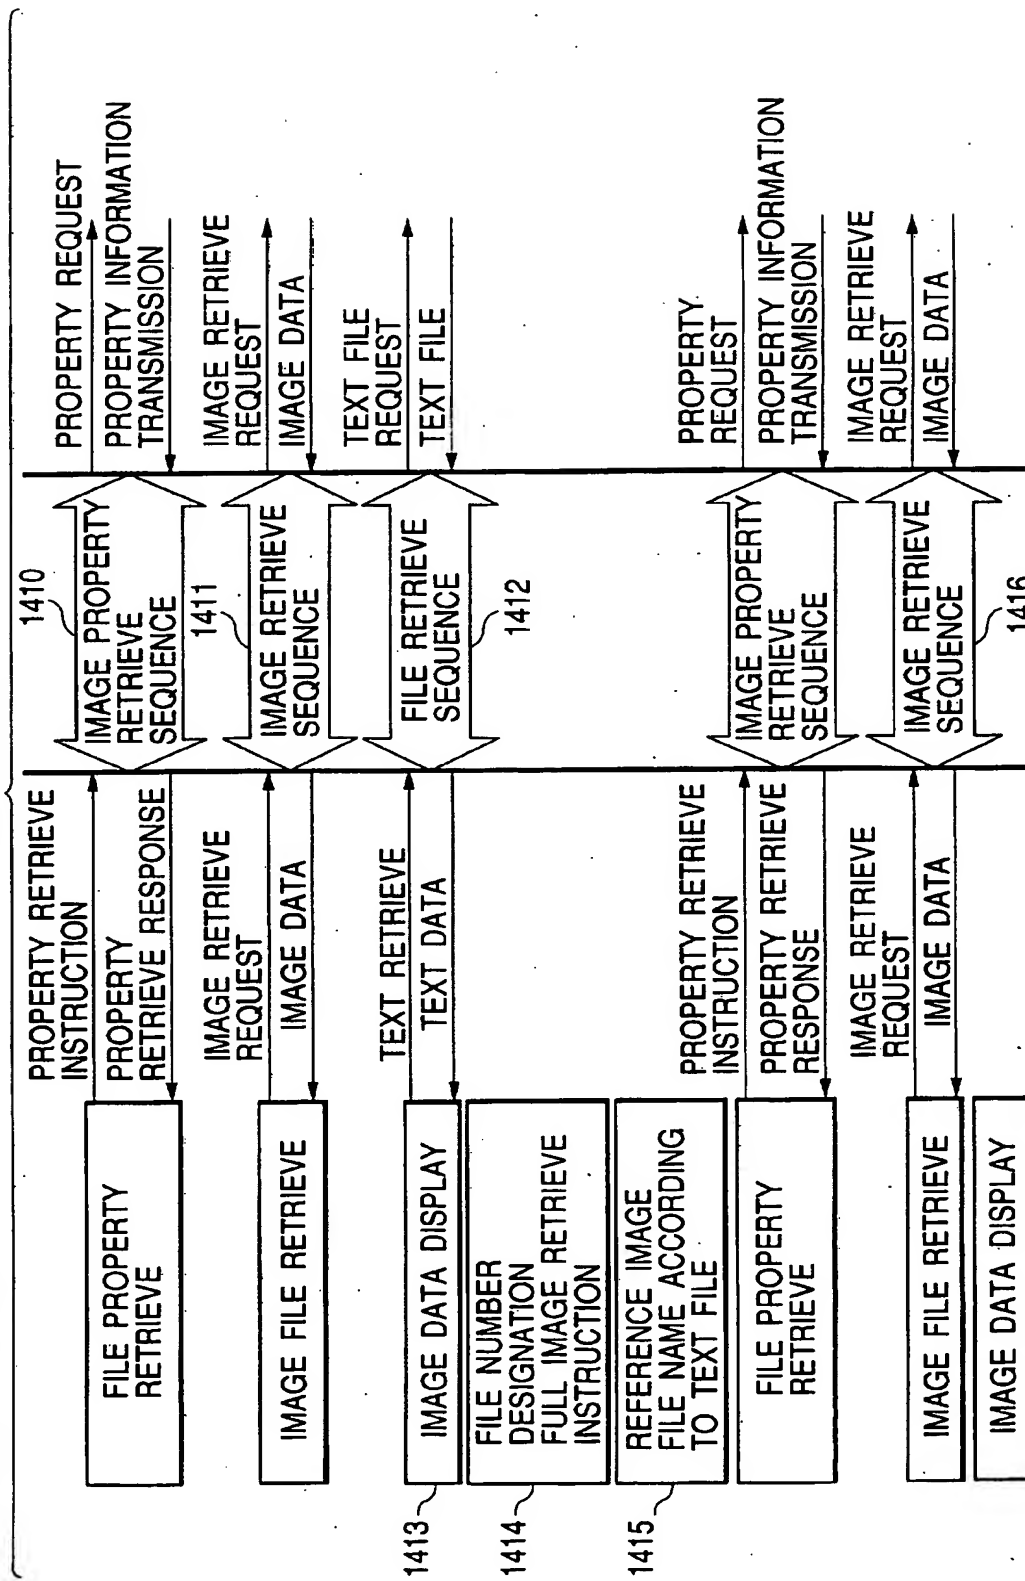 FILE PROPERTY
RETRIEVE
PROPERTY RETRIEVE
INSTRUCTION
PROPERTY
RETRIEVE RESPONSE
1410
IMAGE PROPERTY
RETRIEVE
SEQUENCE
PROPERTY REQUEST
PROPERTY INFORMATION
TRANSMISSION
IMAGE FILE RETRIEVE
IMAGE RETRIEVE
REQUEST
IMAGE DATA
1411
IMAGE RETRIEVE
SEQUENCE
IMAGE RETRIEVE
REQUEST
IMAGE DATA
1413
IMAGE DATA DISPLAY
TEXT RETRIEVE
TEXT DATA
FILE RETRIEVE
SEQUENCE
1412
TEXT FILE
REQUEST
TEXT FILE
1414
FILE NUMBER
DESIGNATION
FULL IMAGE RETRIEVE
INSTRUCTION
1415
REFERENCE IMAGE
FILE NAME ACCORDING
TO TEXT FILE
FILE PROPERTY
RETRIEVE
PROPERTY RETRIEVE
INSTRUCTION
PROPERTY RETRIEVE
RESPONSE
IMAGE PROPERTY
RETRIEVE
SEQUENCE
PROPERTY
REQUEST
PROPERTY INFORMATION
TRANSMISSION
IMAGE FILE RETRIEVE
IMAGE RETRIEVE
REQUEST
IMAGE DATA
IMAGE RETRIEVE
SEQUENCE
1416
IMAGE RETRIEVE
REQUEST
IMAGE DATA
IMAGE DATA DISPLAY